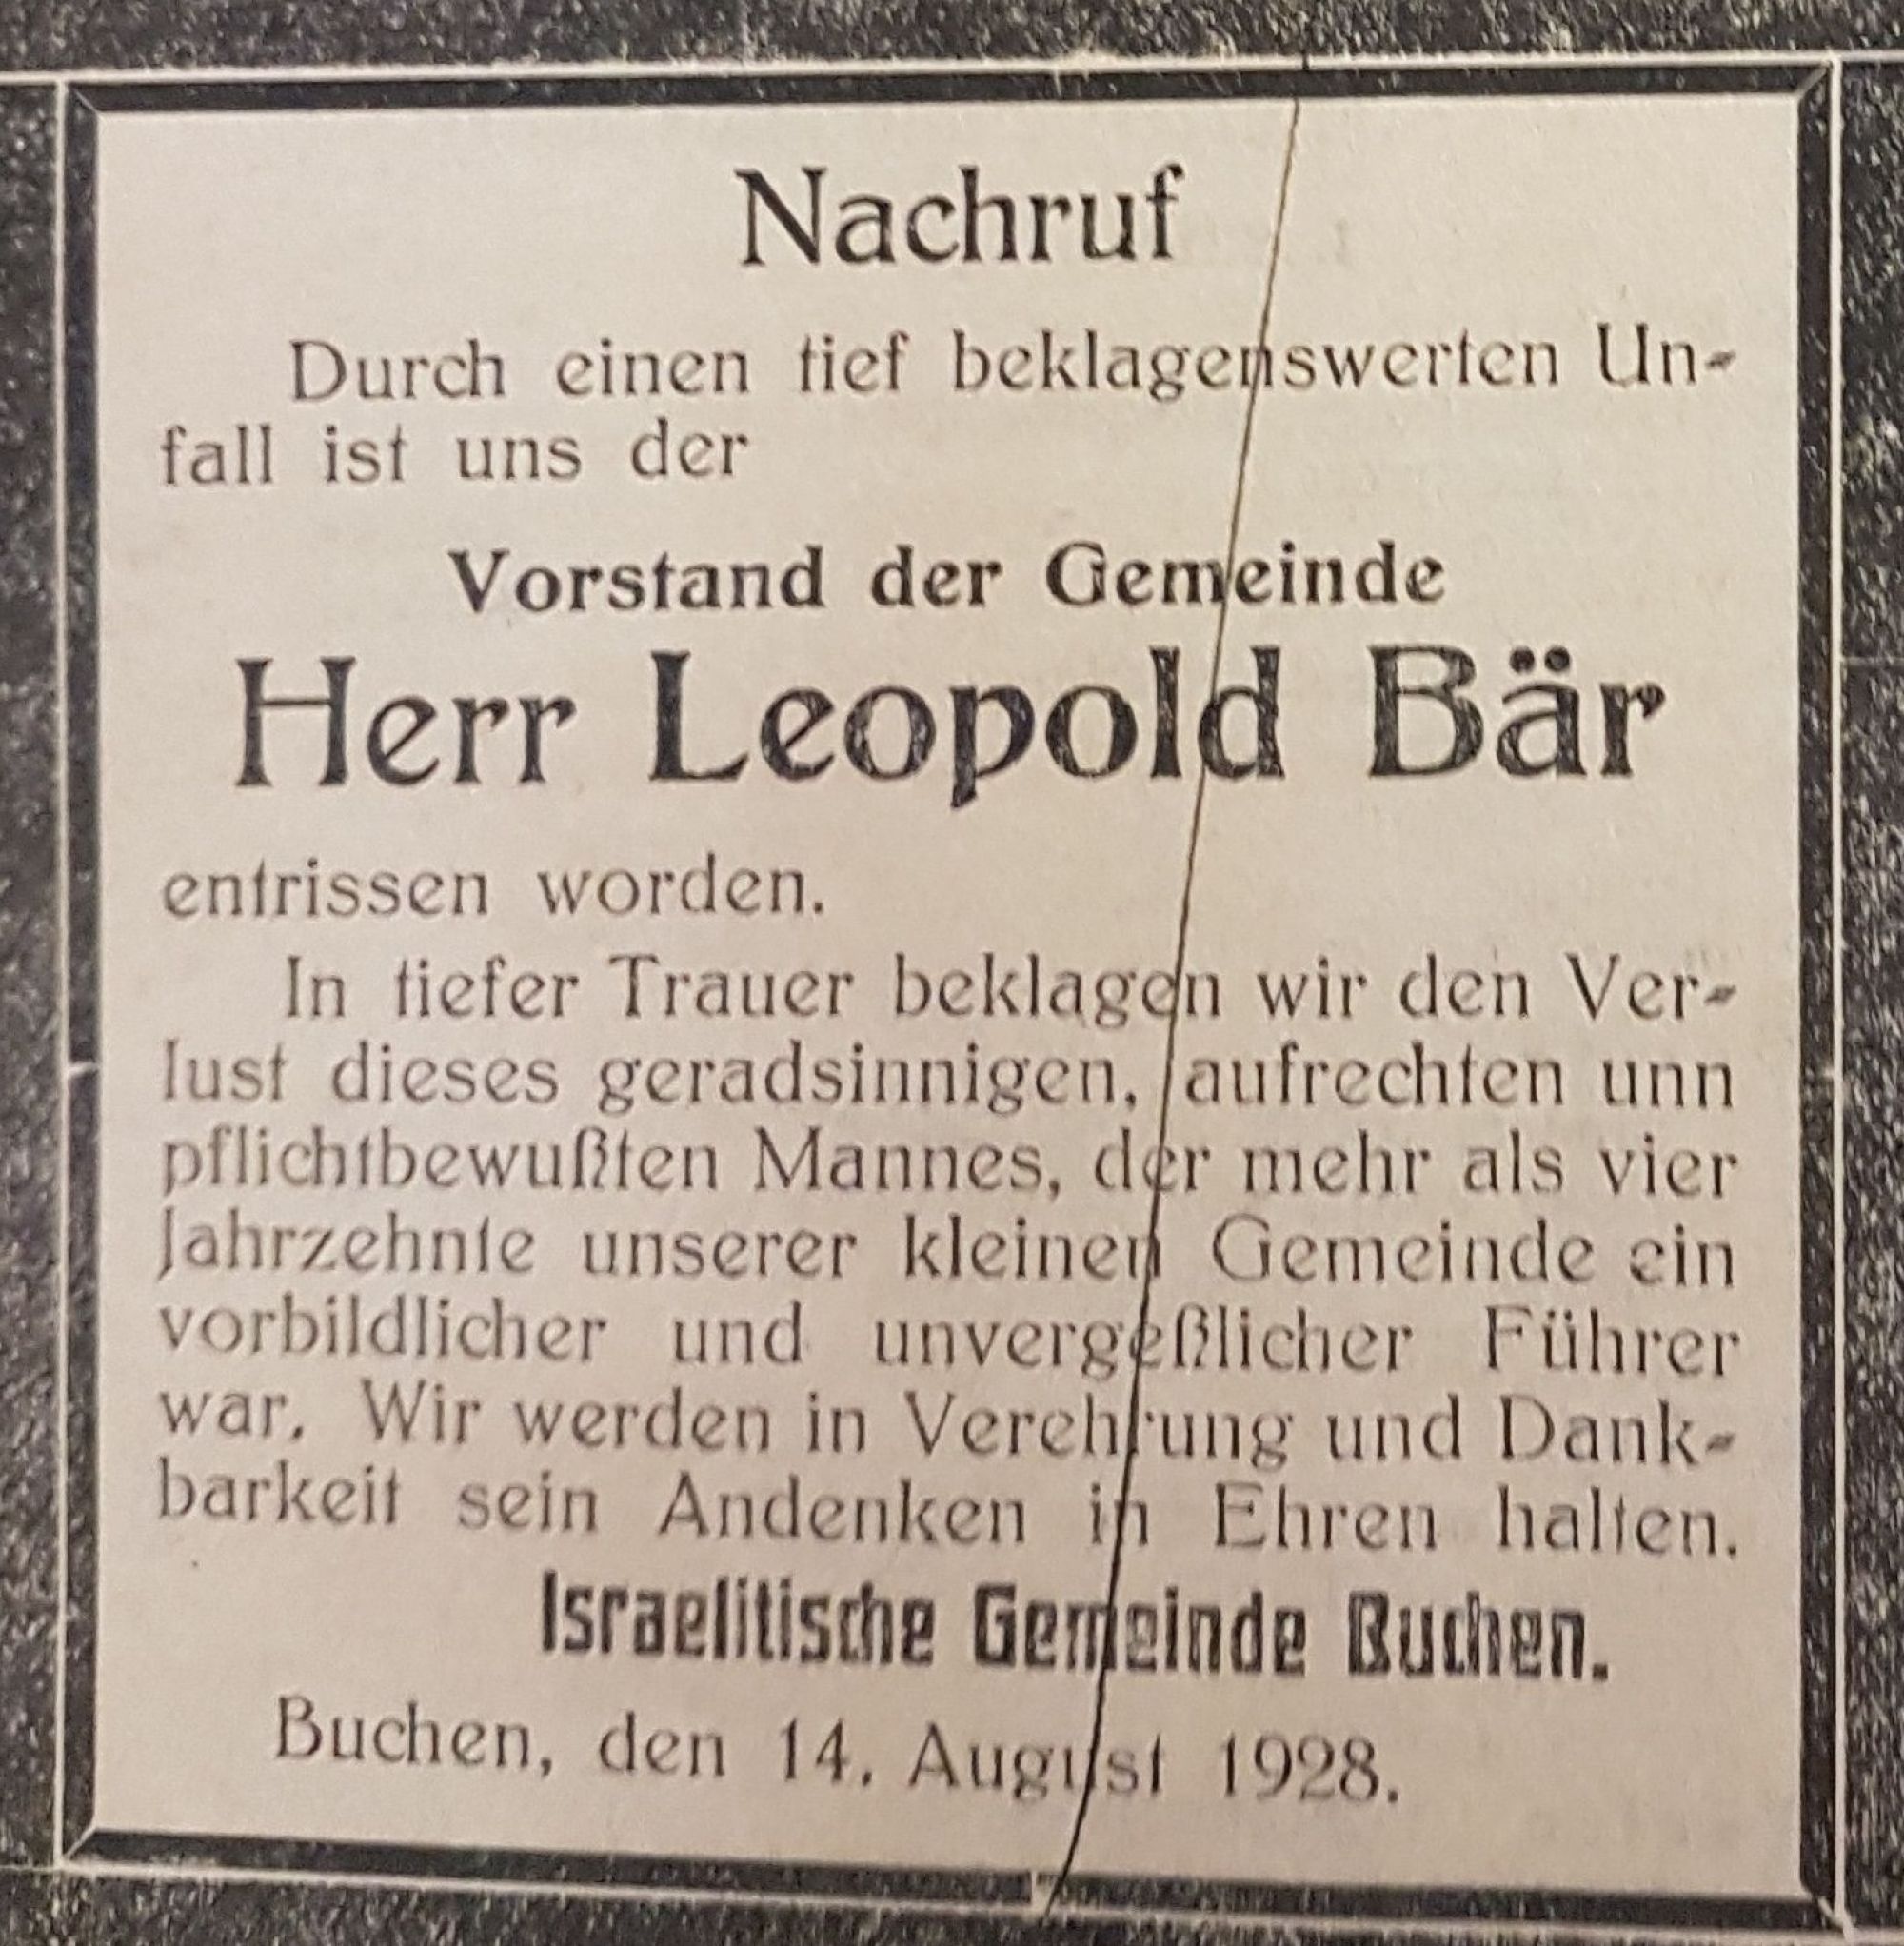 Nachruf
Durch einen tief beklagenswerten Un-
fall ist uns der
Vorstand der Gemeinde
Herr Leopold Bär
entrissen worden.
In tiefer Trauer beklagen wir den Ver-
lust dieses geradsinnigen, aufrechten unn
pflichtbewußten Mannes, der mehr als vier
Jahrzehnte unserer kleinen Gemeinde ein
vorbildlicher und unvergeßlicher Führer
war. Wir werden in Verehrung und Dank-
barkeit sein Andenken in Ehren halten.
Israelitische Gemeinde Buchen.
Buchen, den 14. August 1928.